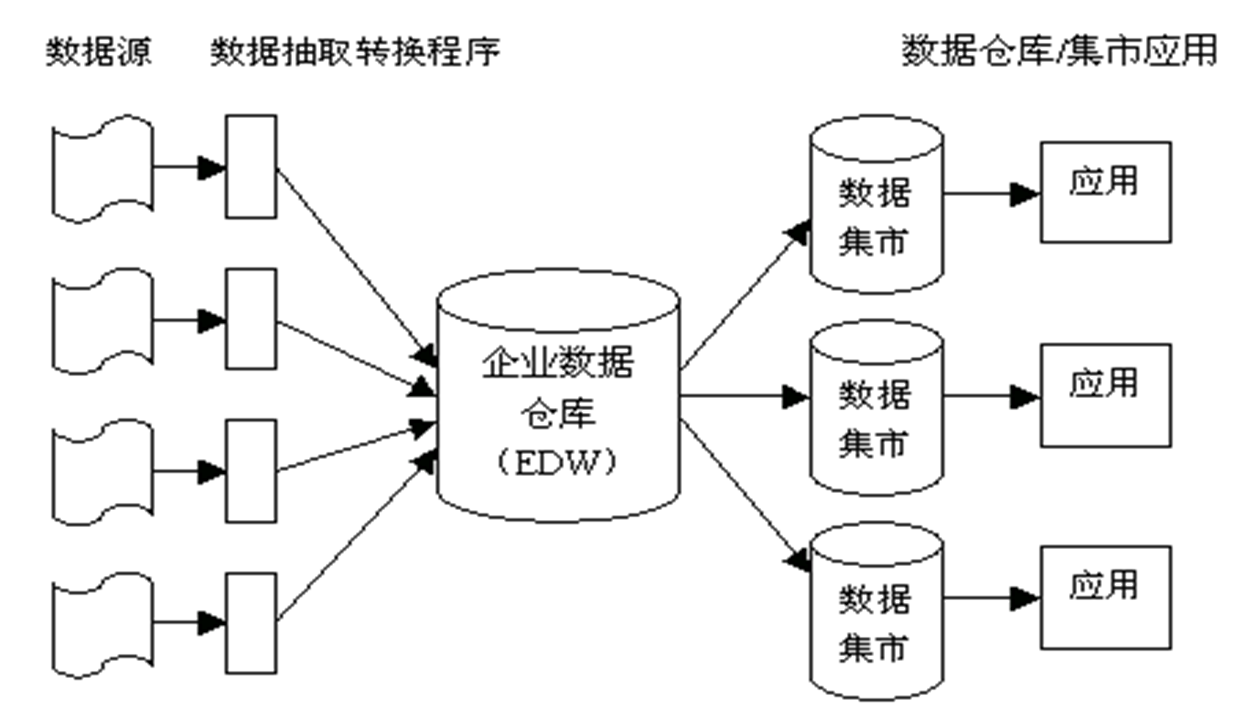 数据源
数据抽取转换程序
数据仓库/集市应用
企业数据
仓库
（EDW）
数据
集市
应用
数据
集市
应用
数据
集市
应用